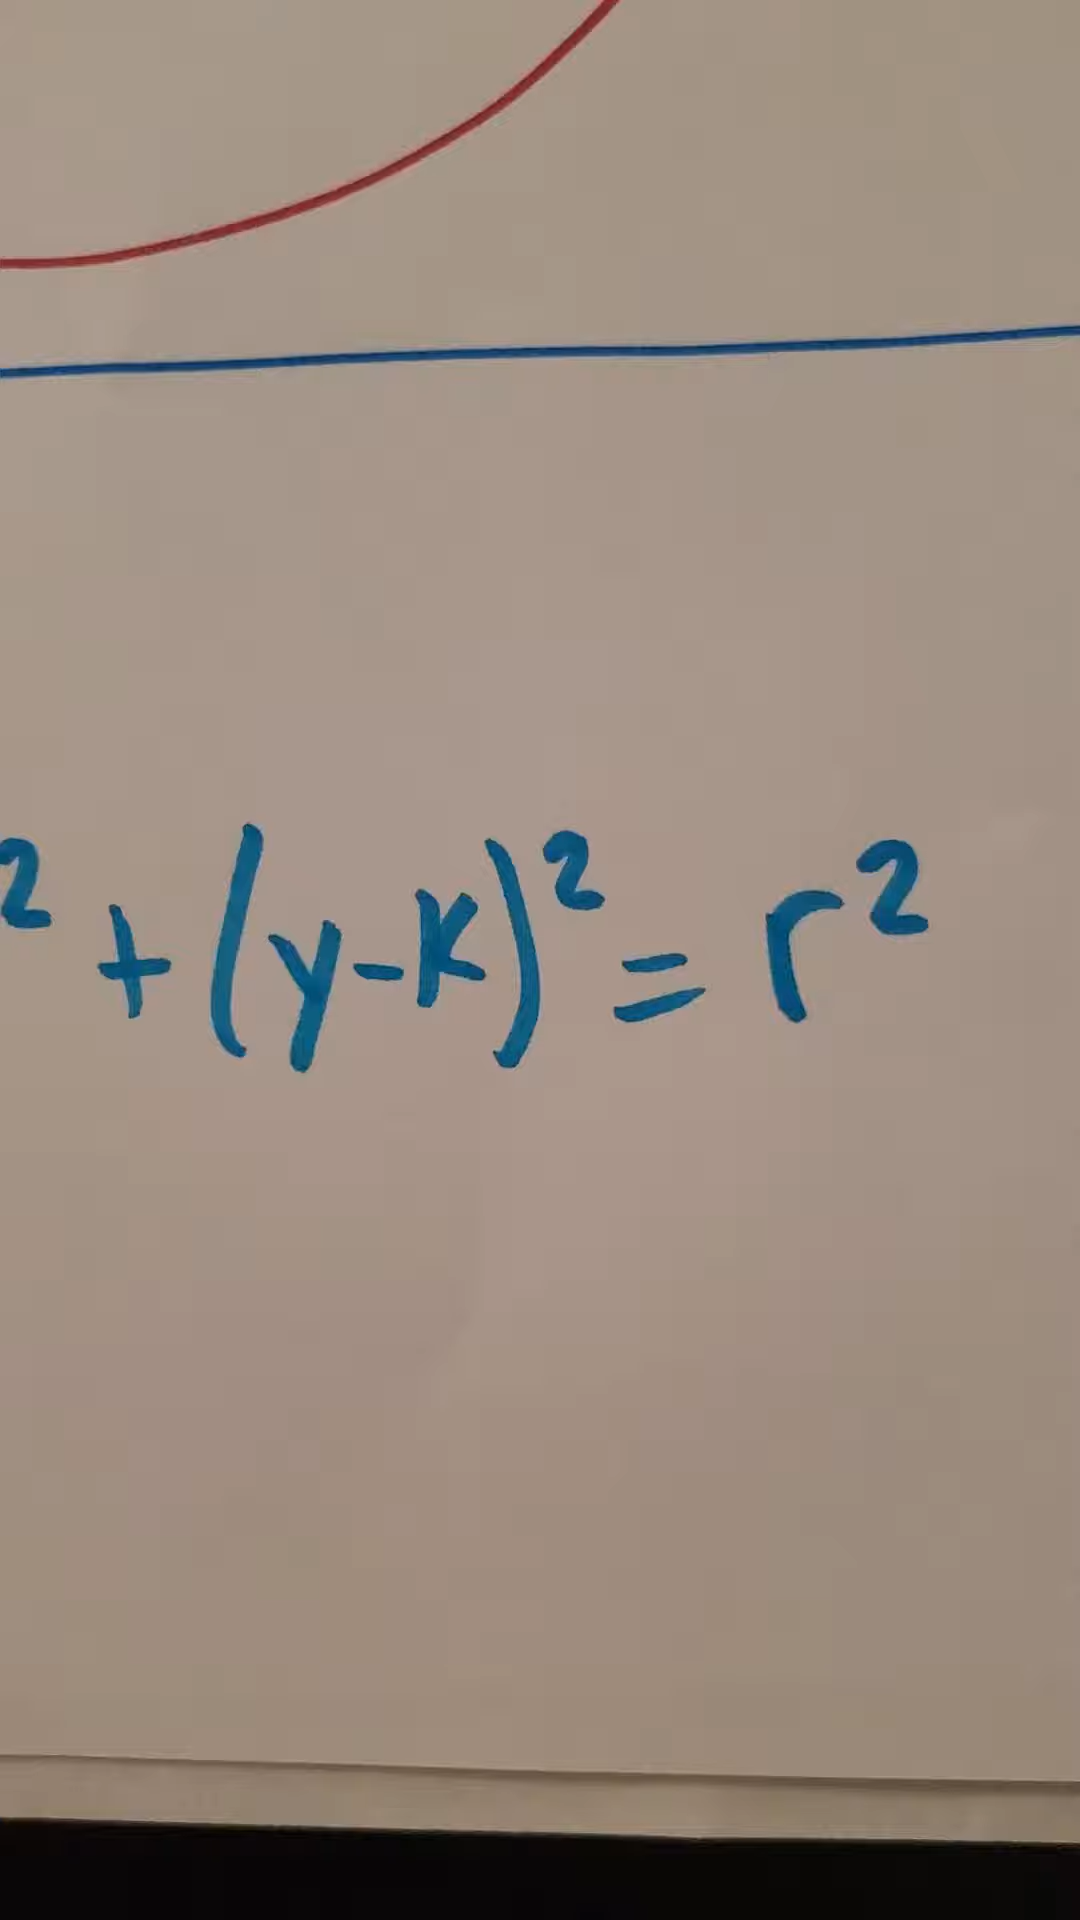 ² + (y-k)² = r²